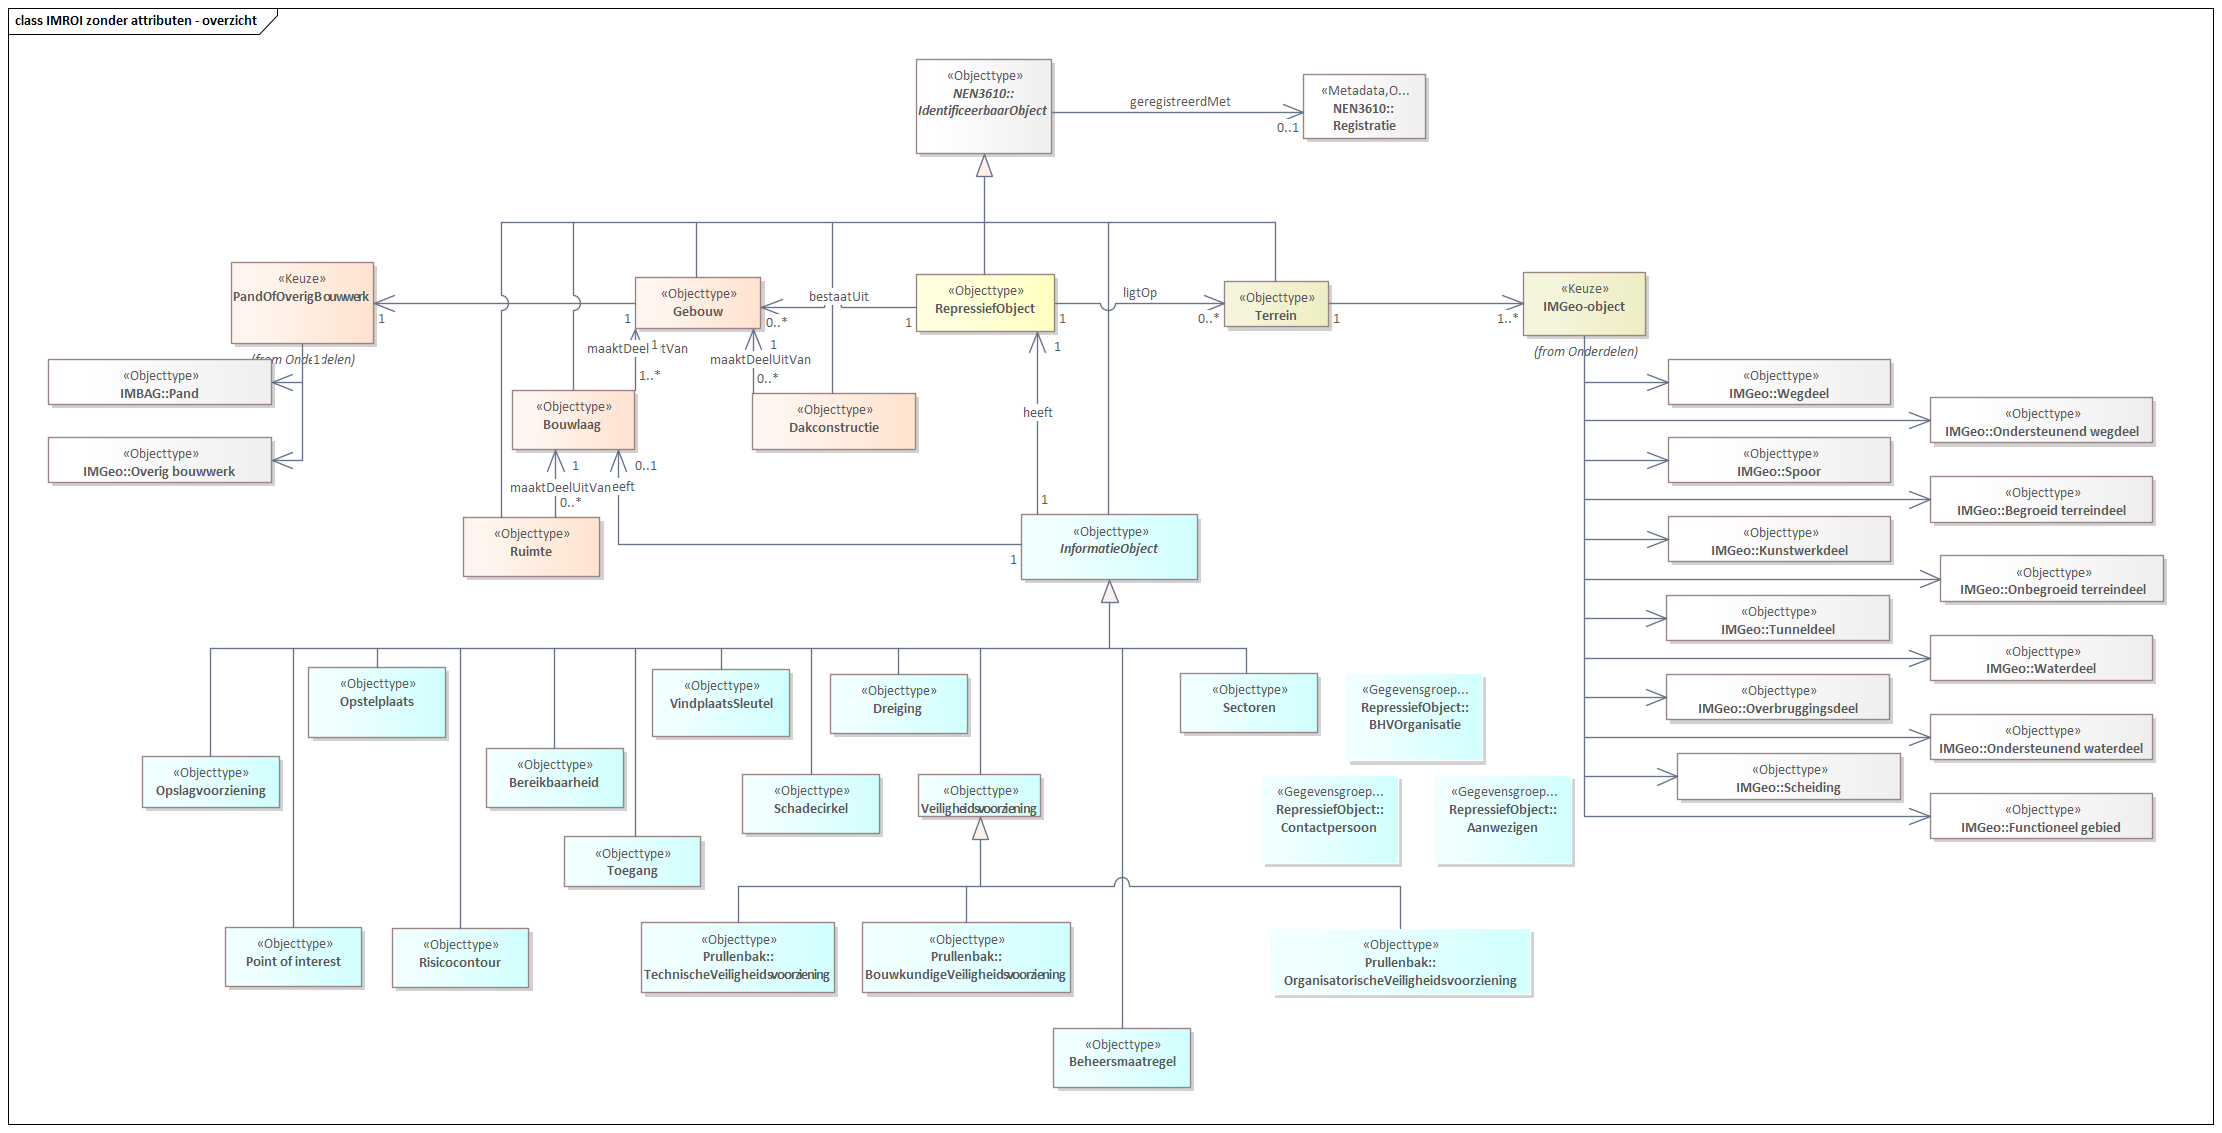 class IMROI zonder attributen - overzicht
«Objecttype»
NEN3610::
IdentificeerbaarObject
geregistreerdMet
0..1
«Metadata,O...
NEN3610::
Registratie
«Keuze»
PandOfOverigBouwwerk
1
(from Onderdelen)
1
«Objecttype»
IMBAG::Pand
«Objecttype»
IMGeo::Overig bouwwerk
«Objecttype»
Gebouw
1
0..*
bestaatUit
1
«Objecttype»
RepressiefObject
1
ligtOp
0..*
«Objecttype»
Terrein
1
1..*
«Keuze»
IMGeo-object
(from Onderdelen)
maaktDeelUitVan
1
1..*
maaktDeelUitVan
1
0..*
«Objecttype»
Bouwlaag
«Objecttype»
Dakconstructie
1
maaktDeelUitVan
0..*
0..1
eeft
«Objecttype»
Ruimte
1
heeft
1
«Objecttype»
InformatieObject
1
«Objecttype»
IMGeo::Wegdeel
«Objecttype»
IMGeo::Ondersteunend wegdeel
«Objecttype»
IMGeo::Spoor
«Objecttype»
IMGeo::Begroeid terreindeel
«Objecttype»
IMGeo::Kunstwerkdeel
«Objecttype»
IMGeo::Onbegroeid terreindeel
«Objecttype»
IMGeo::Tunneldeel
«Objecttype»
IMGeo::Waterdeel
«Objecttype»
IMGeo::Overbruggingsdeel
«Objecttype»
IMGeo::Ondersteunend waterdeel
«Objecttype»
IMGeo::Scheiding
«Objecttype»
IMGeo::Functioneel gebied
«Objecttype»
Opstelplaats
«Objecttype»
VindplaatsSleutel
«Objecttype»
Dreiging
«Objecttype»
Sectoren
«Gegevensgroep...
RepressiefObject::
BHVOrganisatie
«Objecttype»
Opslagvoorziening
«Objecttype»
Bereikbaarheid
«Objecttype»
Schadecirkel
«Objecttype»
Veiligheidsvoorziening
«Gegevensgroep...
RepressiefObject::
Contactpersoon
«Gegevensgroep...
RepressiefObject::
Aanwezigen
«Objecttype»
Toegang
«Objecttype»
Point of interest
«Objecttype»
Risicocontour
«Objecttype»
Prullenbak::
TechnischeVeiligheidsvoorziening
«Objecttype»
Prullenbak::
BouwkundigeVeiligheidsvoorziening
«Objecttype»
Prullenbak::
OrganisatorischeVeiligheidsvoorziening
«Objecttype»
Beheersmaatregel